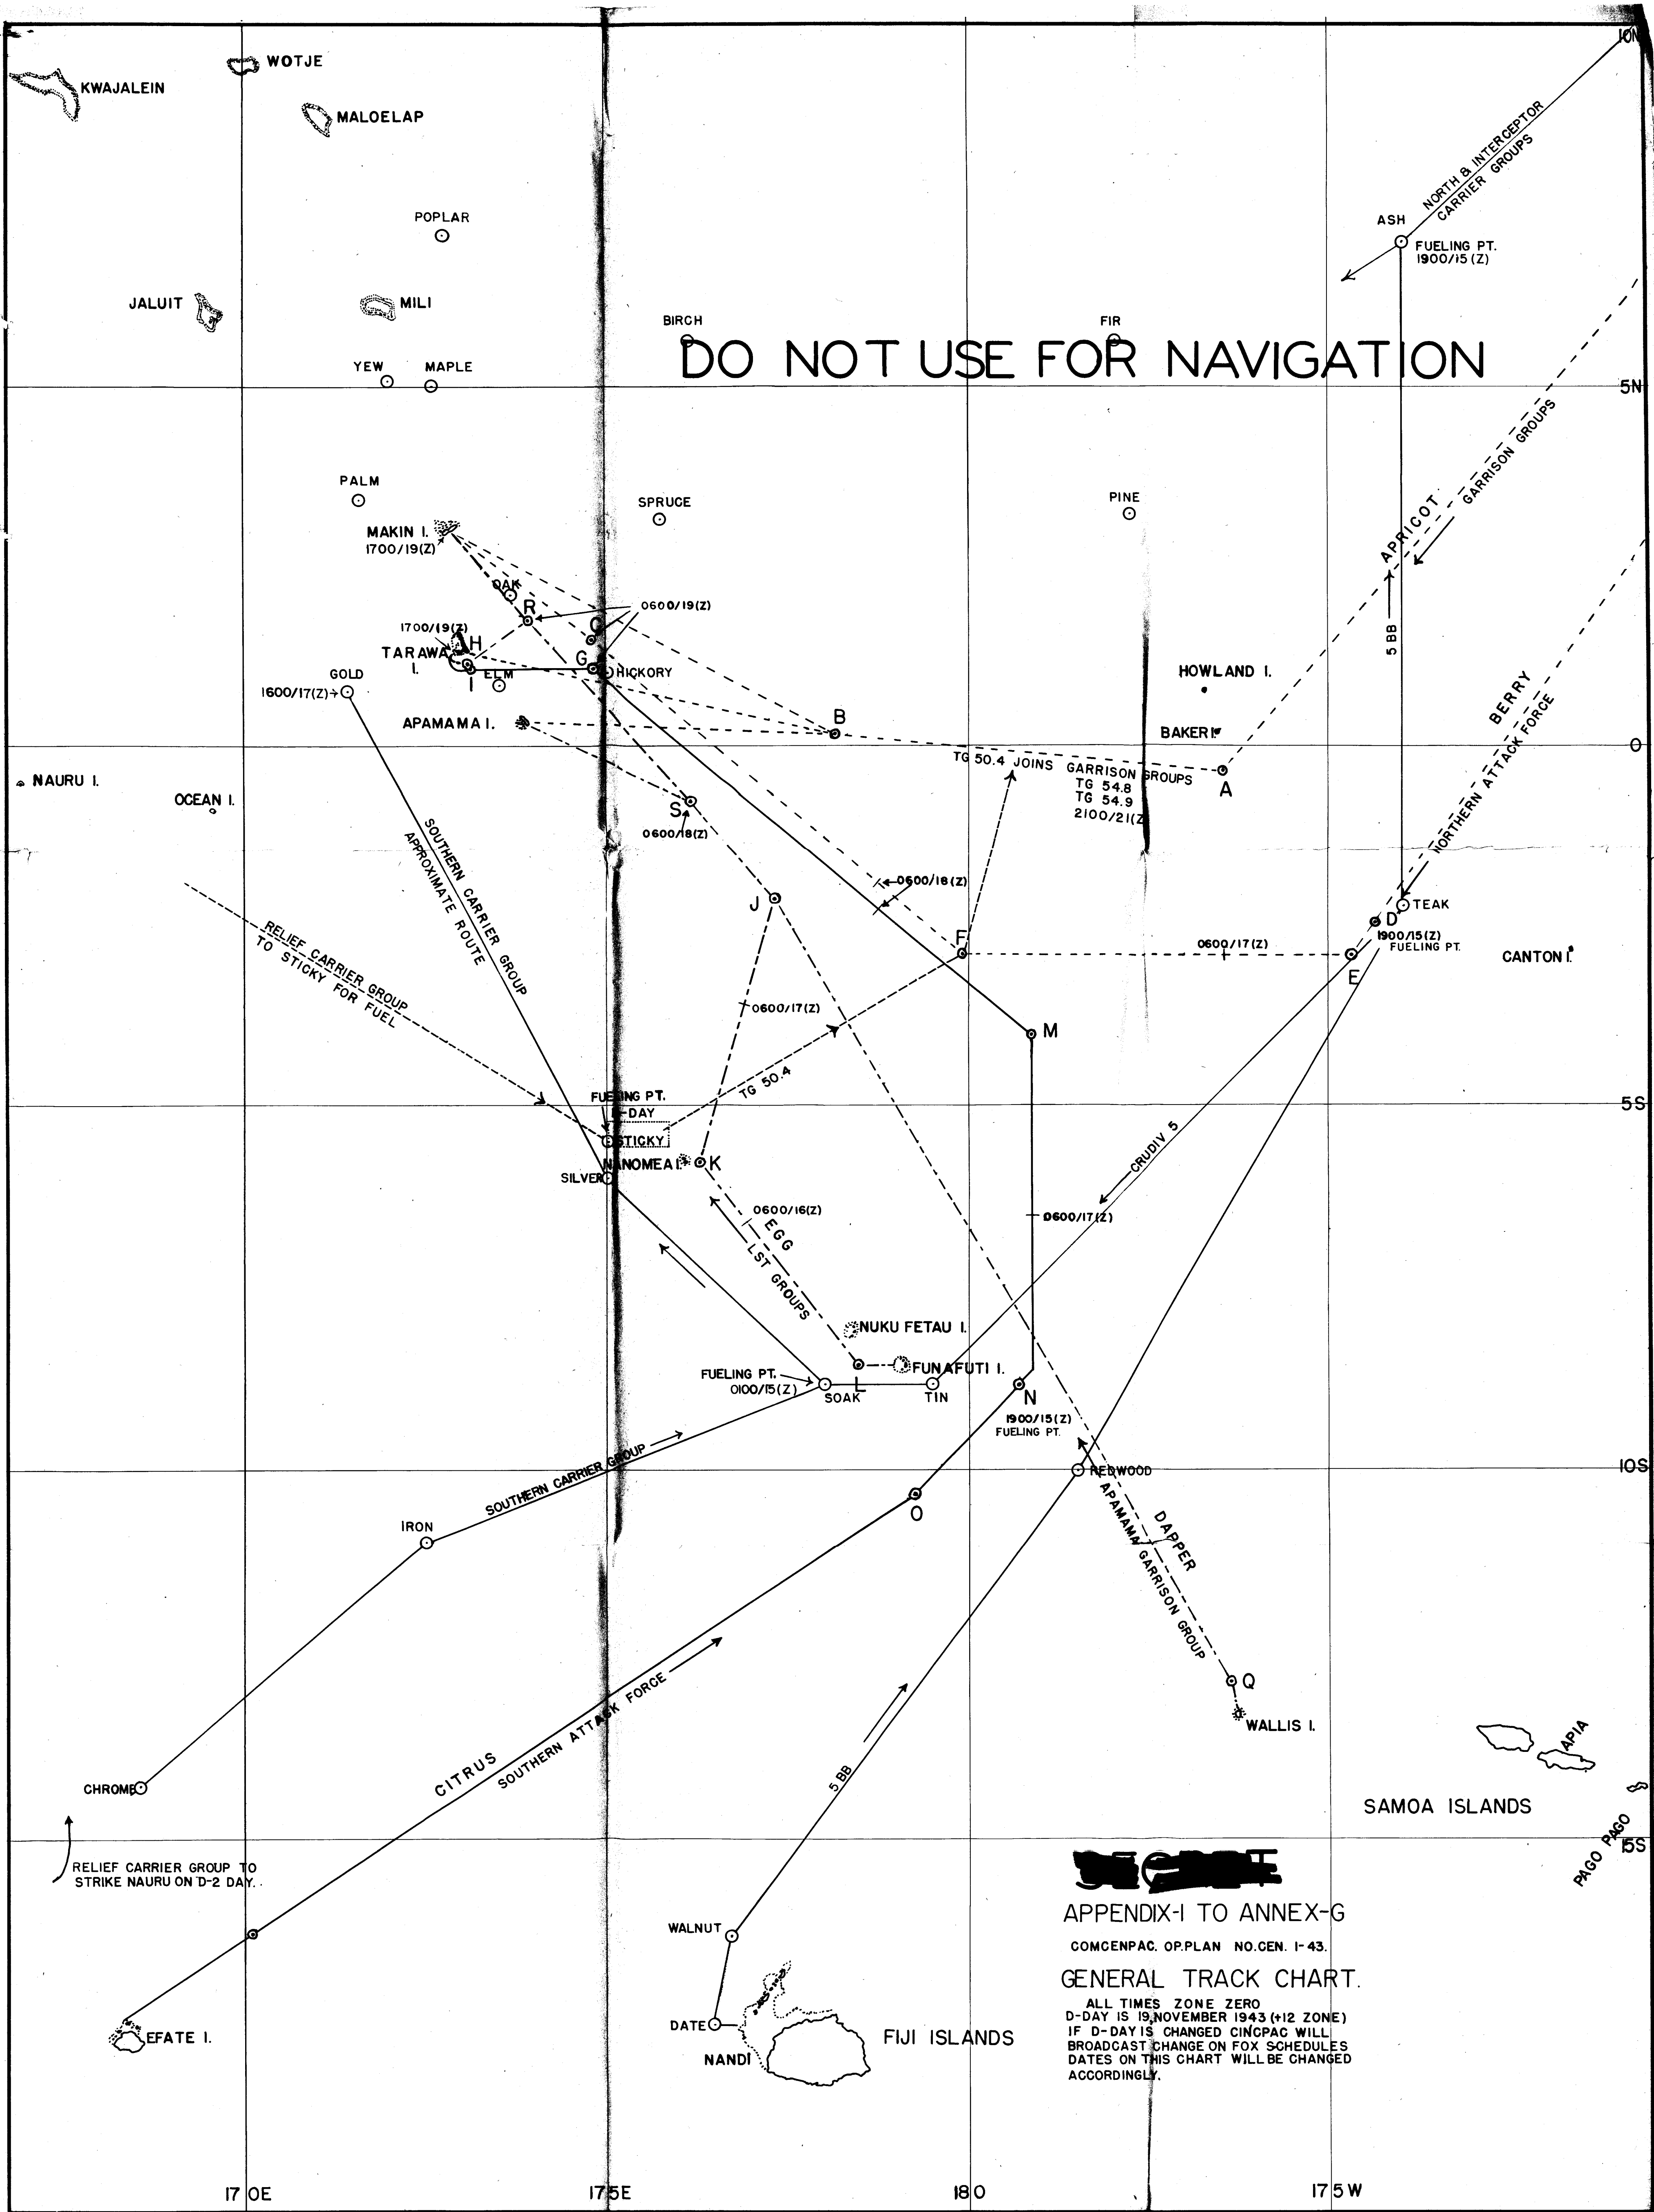 10N
WOTJE
KWAJALEIN
MALOELAP
NORTH & INTERCEPTOR
CARRIER GROUPS
POPLAR
ASH
FUELING PT.
1900/15 (Z)
JALUIT
MILI
BIRCH
FIR
DO NOT USE FOR NAVIGATION
YEW
MAPLE
5N
APRICOT
GARRISON GROUPS
PALM
SPRUCE
PINE
MAKIN I.
1700/19(Z)
OAK
R
0600/19(Z)
5 BB
1700/19(Z)
H
C
TARAWA
I.
G
HICKORY
I
ELM
GOLD
1600/17(Z)
HOWLAND I.
APAMAMA I.
B
BAKER I.
BERRY
NORTHERN ATTACK FORCE
0
TG 50.4 JOINS GARRISON GROUPS
TG 54.8
TG 54.9
2100/21(Z
A
NAURU I.
OCEAN I.
S
0600/18(Z)
SOUTHERN CARRIER GROUP
APPROXIMATE ROUTE
0600/18(Z)
J
TEAK
D
1900/15(Z)
FUELING PT.
F
0600/17(Z)
E
CANTON I.
RELIEF CARRIER GROUP
TO STICKY FOR FUEL
0600/17(Z)
M
TG 50.4
FUELING PT.
D-DAY
STICKY
5S
CRUDIV 5
NANOMEA I.
K
SILVER
0600/16(Z)
EGG
LST GROUPS
0600/17(Z)
NUKU FETAU I.
FUNAFUTI I.
FUELING PT.
0100/15(Z)
SOAK
L
TIN
N
1900/15(Z)
FUELING PT.
REDWOOD
10S
SOUTHERN CARRIER GROUP
O
IRON
DAPPER
APAMAMA GARRISON GROUP
Q
WALLIS I.
CITRUS
SOUTHERN ATTACK FORCE
5 BB
APIA
CHROME
SAMOA ISLANDS
PAGO PAGO
15S
RELIEF CARRIER GROUP TO
STRIKE NAURU ON D-2 DAY.
APPENDIX-I TO ANNEX-G
COMCENPAC. OP.PLAN NO.CEN. 1-43.
GENERAL TRACK CHART.
ALL TIMES ZONE ZERO
D-DAY IS 19,NOVEMBER 1943 (+12 ZONE)
IF D-DAY IS CHANGED CINCPAC WILL
BROADCAST CHANGE ON FOX SCHEDULES
DATES ON THIS CHART WILL BE CHANGED
ACCORDINGLY.
WALNUT
DATE
NANDI
FIJI ISLANDS
EFATE I.
170E
175E
180
175W